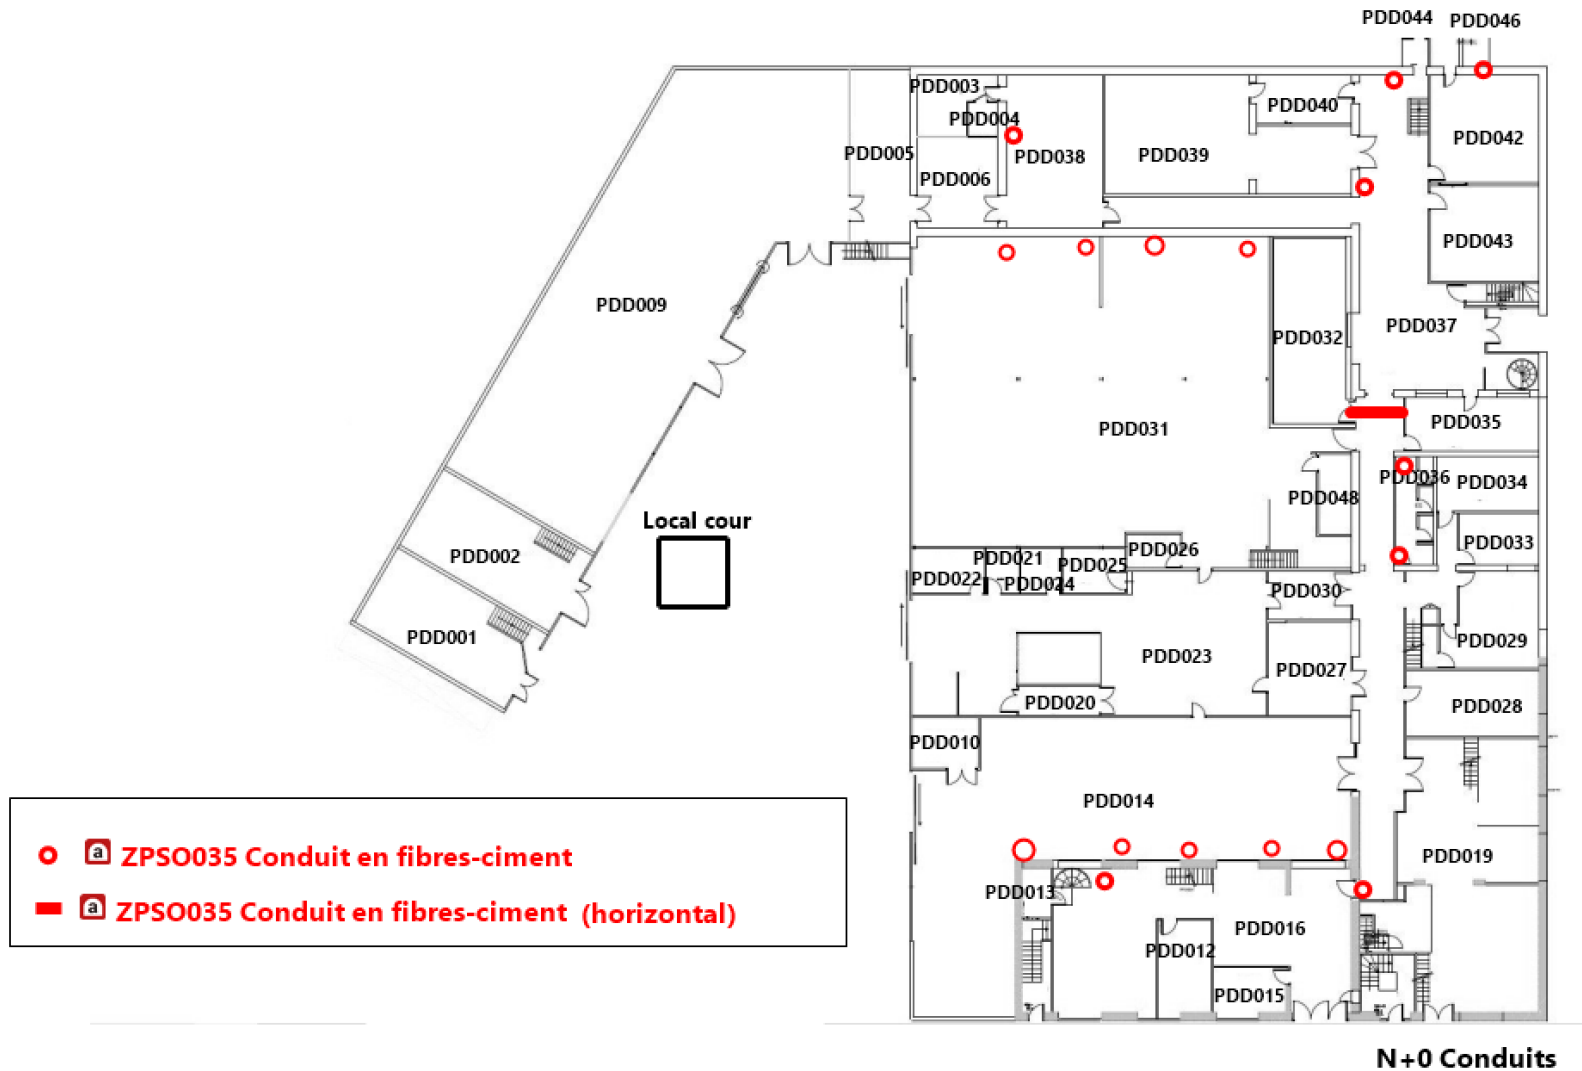 PDD044 PDD046
PDD003
PDD004
PDD040
PDD042
PDD005
PDD038
PDD039
PDD006
PDD043
PDD009
PDD037
PDD032
PDD035
PDD031
PDD036
PDD034
PDD048
Local cour
PDD033
PDD026
PDD002
PDD021
PDD025
PDD022
PDD024
PDD030
PDD001
PDD029
PDD023
PDD027
PDD020
PDD028
PDD010
PDD014
PDD019
PDD013
PDD016
PDD012
PDD015
a ZPSO035 Conduit en fibres-ciment
a ZPSO035 Conduit en fibres-ciment (horizontal)
N+0 Conduits